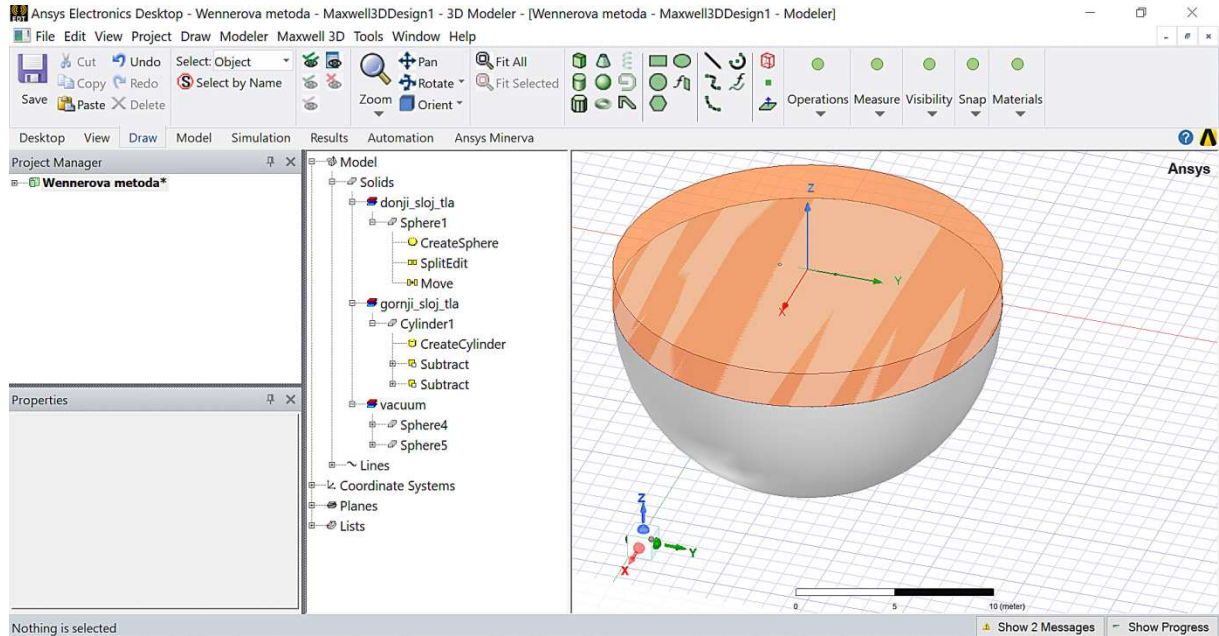 EDT Ansys Electronics Desktop - Wennerova metoda - Maxwell3DDesign1 - 3D Modeler - [Wennerova metoda - Maxwell3DDesign1 - Modeler]
File Edit View Project Draw Modeler Maxwell 3D Tools Window Help
Save
Cut Undo
Copy Redo
Paste Delete
Select: Object
Select by Name
Zoom
Pan
Rotate
Orient
Fit All
Fit Selected
Operations Measure Visibility Snap Materials
Desktop View Draw Model Simulation Results Automation Ansys Minerva
Project Manager
Wennerova metoda*
Properties
Model
Solids
donji_sloj_tla
Sphere1
CreateSphere
SplitEdit
Move
gornji_sloj_tla
Cylinder1
CreateCylinder
Subtract
Subtract
vacuum
Sphere4
Sphere5
Lines
Coordinate Systems
Planes
Lists
Ansys
Z
Y
X
Z
Y
X
0 5 10 (meter)
Nothing is selected
Show 2 Messages Show Progress